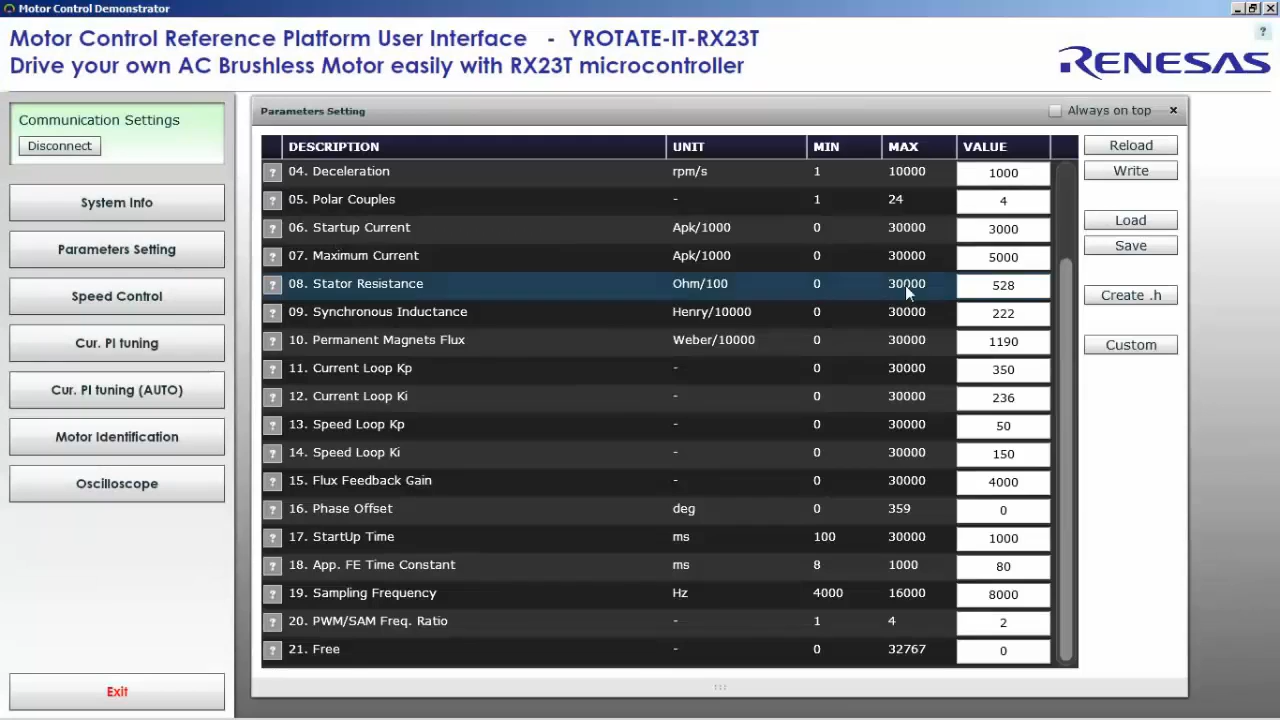 Motor Control Demonstrator
Motor Control Reference Platform User Interface - YROTATE-IT-RX23T
Drive your own AC Brushless Motor easily with RX23T microcontroller
?
RENESAS
Communication Settings
Disconnect
System Info
Parameters Setting
Speed Control
Cur. PI tuning
Cur. PI tuning (AUTO)
Motor Identification
Oscilloscope
Exit
Parameters Setting
Always on top ×
DESCRIPTION UNIT MIN MAX VALUE
? 04. Deceleration rpm/s 1 10000 1000
? 05. Polar Couples - 1 24 4
? 06. Startup Current Apk/1000 0 30000 3000
? 07. Maximum Current Apk/1000 0 30000 5000
? 08. Stator Resistance Ohm/100 0 30000 528
? 09. Synchronous Inductance Henry/10000 0 30000 222
? 10. Permanent Magnets Flux Weber/10000 0 30000 1190
? 11. Current Loop Kp - 0 30000 350
? 12. Current Loop Ki - 0 30000 236
? 13. Speed Loop Kp - 0 30000 50
? 14. Speed Loop Ki - 0 30000 150
? 15. Flux Feedback Gain - 0 30000 4000
? 16. Phase Offset deg 0 359 0
? 17. StartUp Time ms 100 30000 1000
? 18. App. FE Time Constant ms 8 1000 80
? 19. Sampling Frequency Hz 4000 16000 8000
? 20. PWM/SAM Freq. Ratio - 1 4 2
? 21. Free - 0 32767 0
Reload
Write
Load
Save
Create .h
Custom